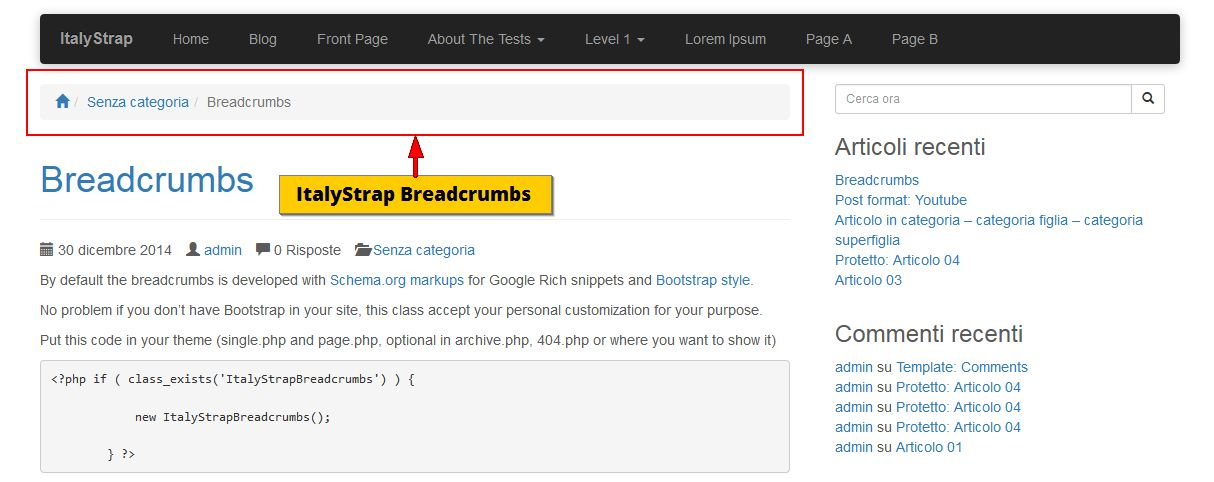 ItalyStrap Home Blog Front Page About The Tests Level 1 Lorem Ipsum Page A Page B
/ Senza categoria / Breadcrumbs
Breadcrumbs
ItalyStrap Breadcrumbs
30 dicembre 2014 admin 0 Risposte Senza categoria
By default the breadcrumbs is developed with Schema.org markups for Google Rich snippets and Bootstrap style.
No problem if you don’t have Bootstrap in your site, this class accept your personal customization for your purpose.
Put this code in your theme (single.php and page.php, optional in archive.php, 404.php or where you want to show it)
<?php if ( class_exists('ItalyStrapBreadcrumbs') ) {
new ItalyStrapBreadcrumbs();
} ?>
Cerca ora
Articoli recenti
Breadcrumbs
Post format: Youtube
Articolo in categoria – categoria figlia – categoria
superfiglia
Protetto: Articolo 04
Articolo 03
Commenti recenti
admin su Template: Comments
admin su Protetto: Articolo 04
admin su Protetto: Articolo 04
admin su Protetto: Articolo 04
admin su Articolo 01